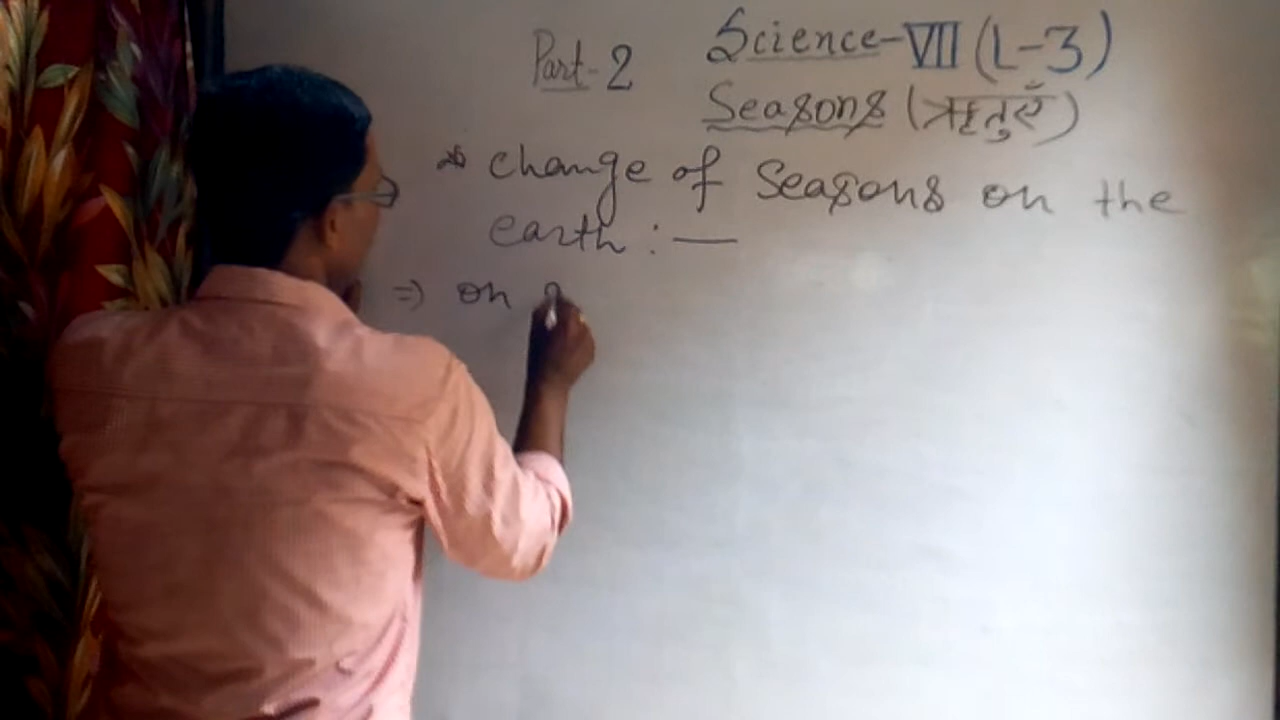 Part-2 Science-VII (L-3)
Seasons (ऋतुएँ)
* change of Seasons on the
earth : —
=) on